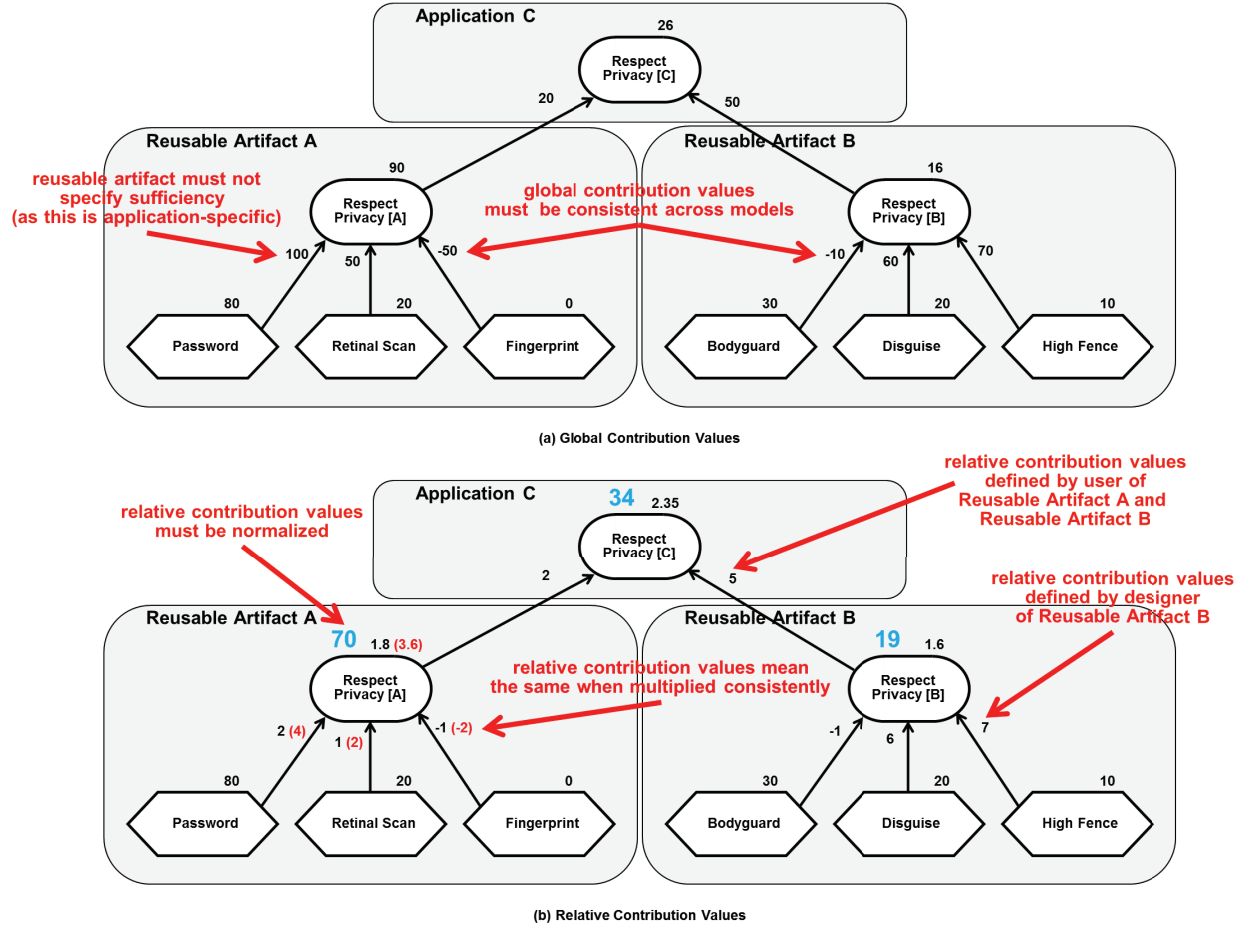 Application C
26
Respect
Privacy [C]
20
50
Reusable Artifact A
Reusable Artifact B
reusable artifact must not
specify sufficiency
(as this is application-specific)
90
Respect
Privacy [A]
global contribution values
must be consistent across models
16
Respect
Privacy [B]
100
50
-50
-10
60
70
80
Password
20
Retinal Scan
0
Fingerprint
30
Bodyguard
20
Disguise
10
High Fence
(a) Global Contribution Values
relative contribution values
must be normalized
Application C
34
2.35
Respect
Privacy [C]
relative contribution values
defined by user of
Reusable Artifact A and
Reusable Artifact B
2
5
relative contribution values
defined by designer
of Reusable Artifact B
Reusable Artifact A
Reusable Artifact B
70
1.8 (3.6)
Respect
Privacy [A]
relative contribution values mean
the same when multiplied consistently
19
1.6
Respect
Privacy [B]
2 (4)
1 (2)
-1 (-2)
-1
6
7
80
Password
20
Retinal Scan
0
Fingerprint
30
Bodyguard
20
Disguise
10
High Fence
(b) Relative Contribution Values